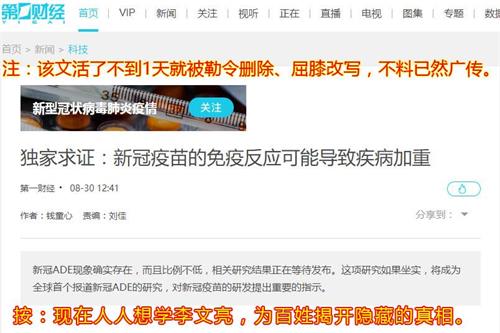 第一财经 首页 VIP 新闻 关注 视听 正在 直播 电视 图集 专题 数据
YICAI
首页 > 新闻 > 科技
注：该文活了不到1天就被勒令删除、屈膝改写，不料已然广传。
新型冠状病毒肺炎疫情 关注
独家求证：新冠疫苗的免疫反应可能导致疾病加重
第一财经 • 08-30 12:41
作者：钱童心 责编：刘佳 分享到：
新冠ADE现象确实存在，而且比例不低，相关研究结果正在等待发布。这项研究如果坐实，将成为
全球首个报道新冠ADE的研究，对新冠疫苗的研发提出重要的指示。
按：现在人人想学李文亮，为百姓揭开隐藏的真相。